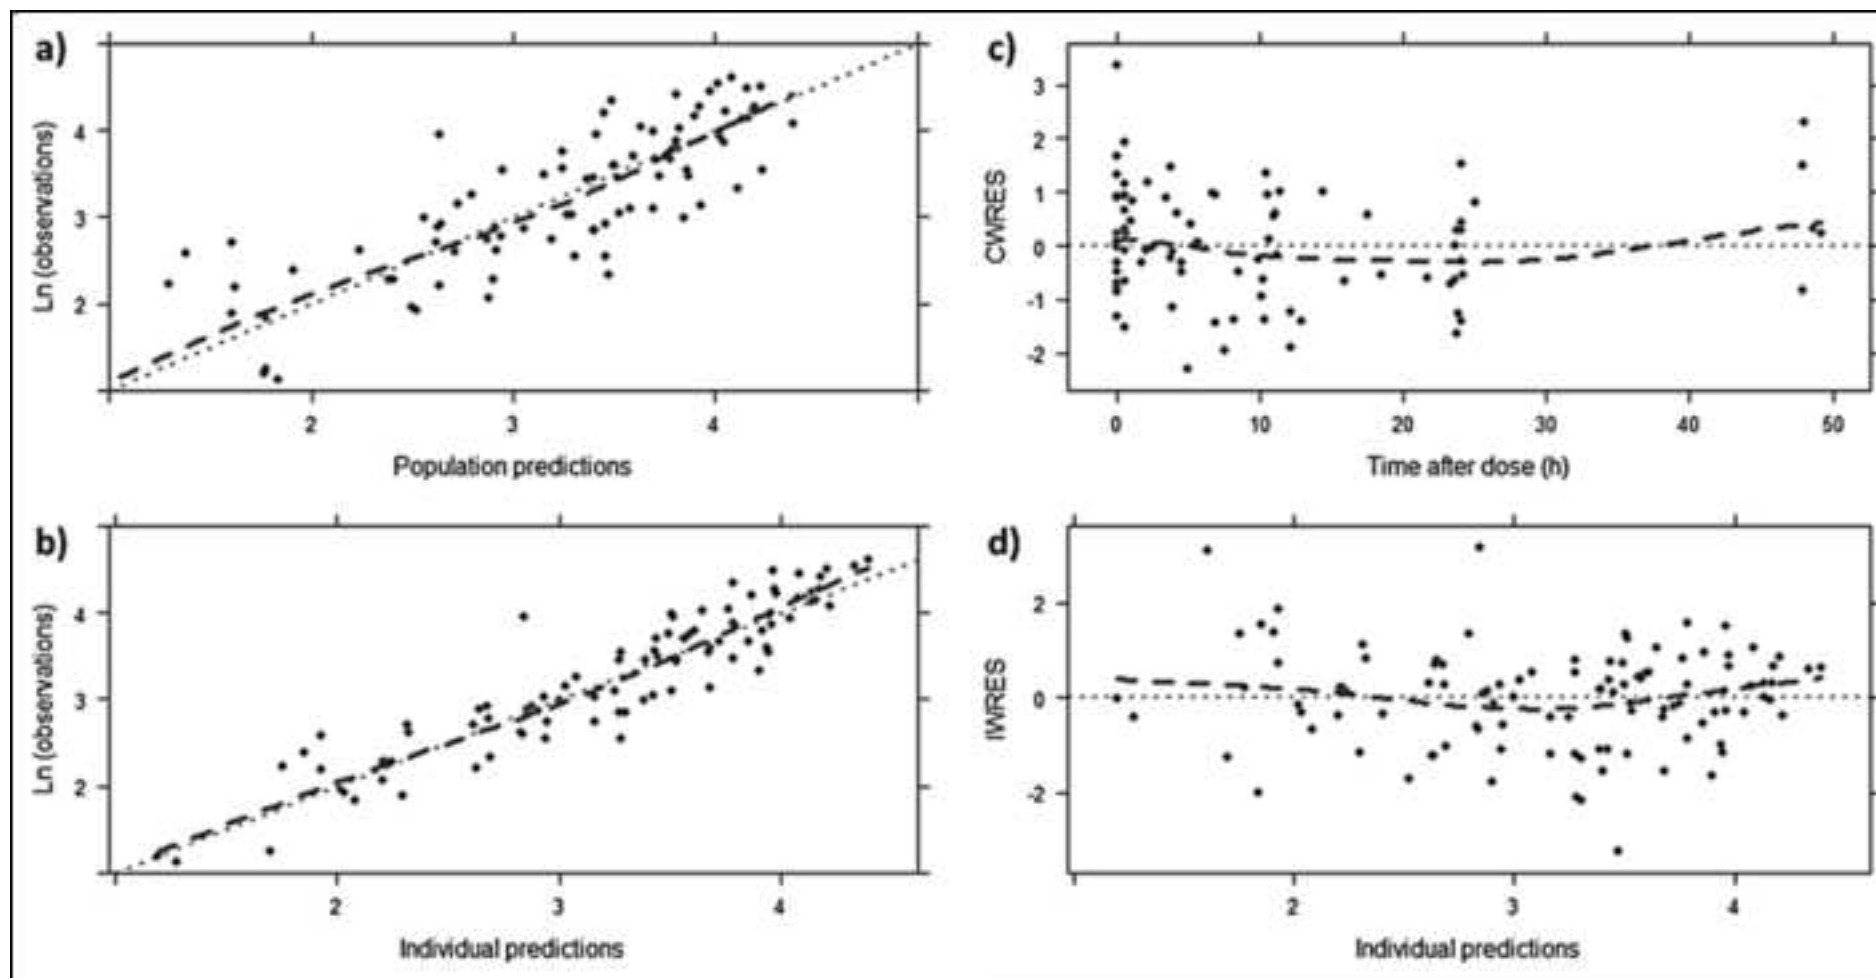 a)
Ln (observations)
4
3
2
2 3 4
Population predictions
c)
CWRES
3
2
1
0
-1
-2
0 10 20 30 40 50
Time after dose (h)
b)
Ln (observations)
4
3
2
2 3 4
Individual predictions
d)
IWRES
2
0
-2
2 3 4
Individual predictions